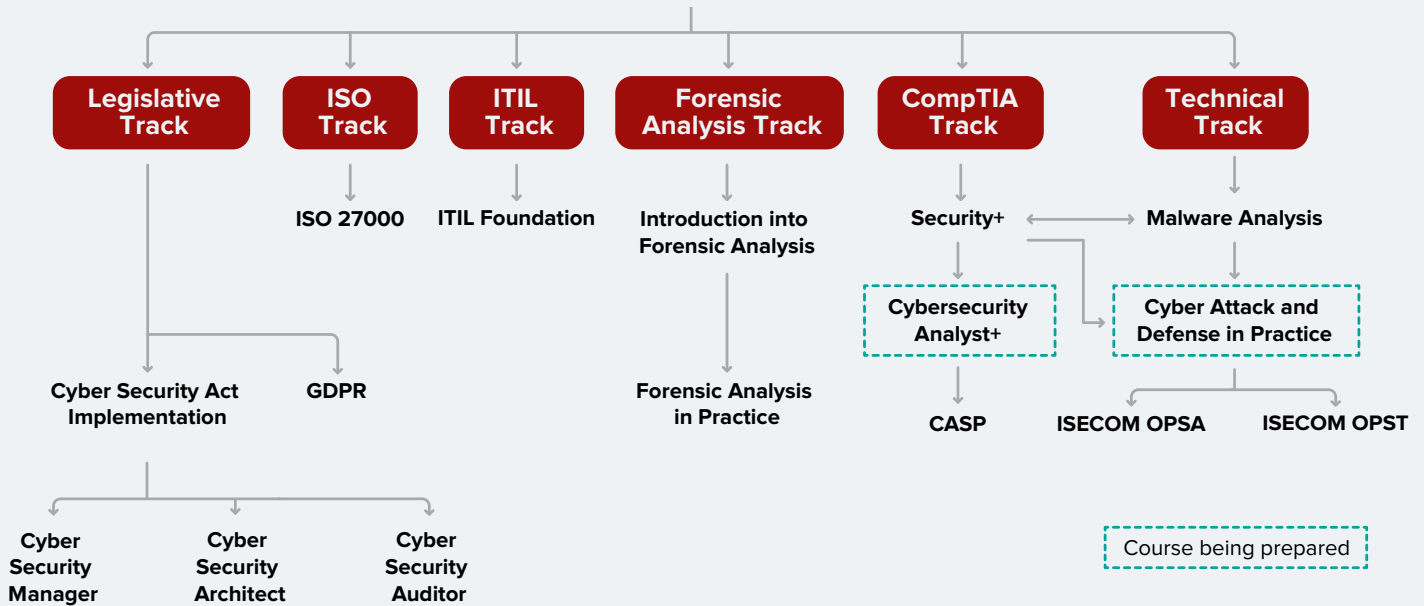 Legislative
Track
ISO
Track
ITIL
Track
Forensic
Analysis Track
CompTIA
Track
Technical
Track
ISO 27000
ITIL Foundation
Introduction into
Forensic Analysis
Security+
Malware Analysis
Cybersecurity
Analyst+
Cyber Attack and
Defense in Practice
Cyber Security Act
Implementation
GDPR
Forensic Analysis
in Practice
CASP
ISECOM OPSA
ISECOM OPST
Cyber
Security
Manager
Cyber
Security
Architect
Cyber
Security
Auditor
Course being prepared